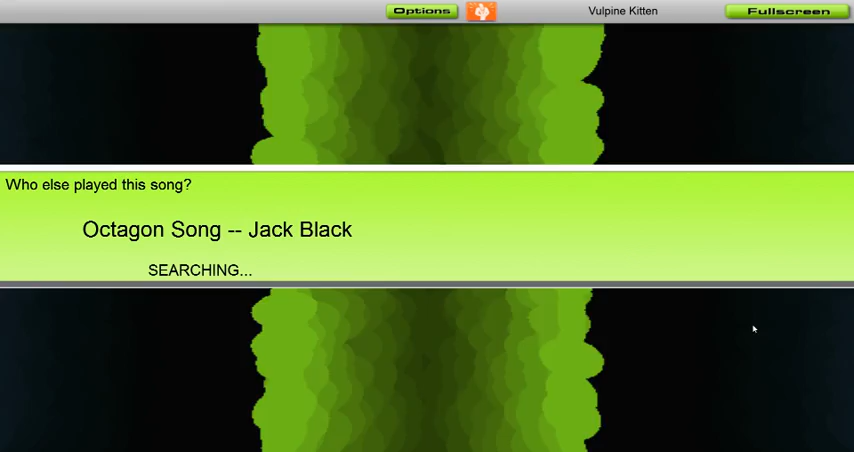 Options
Vulpine Kitten
Fullscreen
Who else played this song?
Octagon Song -- Jack Black
SEARCHING...